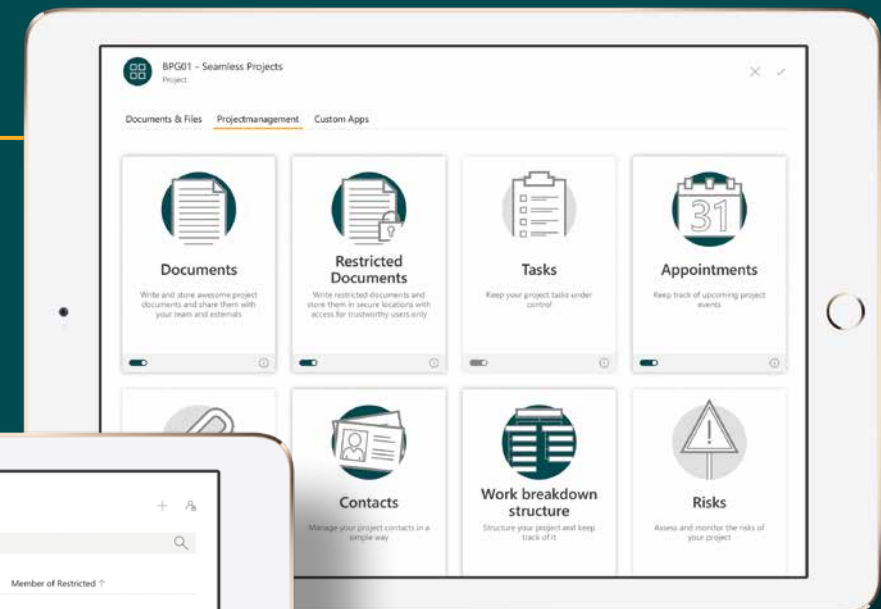 BPG01 - Seamless Projects
Project
Documents & Files Projectmanagement Custom Apps
31
Documents
Write and store awesome project
documents and share them with
your team and externals
Restricted
Documents
Write restricted documents and
store them in secure locations with
access for trustworthy users only
Tasks
Keep your project tasks under
control
Appointments
Keep track of upcoming project
events
Contacts
Manage your project contacts in a
simple way
Work breakdown
structure
Structure your project and keep
track of it
Risks
Assess and monitor the risks of
your project
Member of Restricted ↑